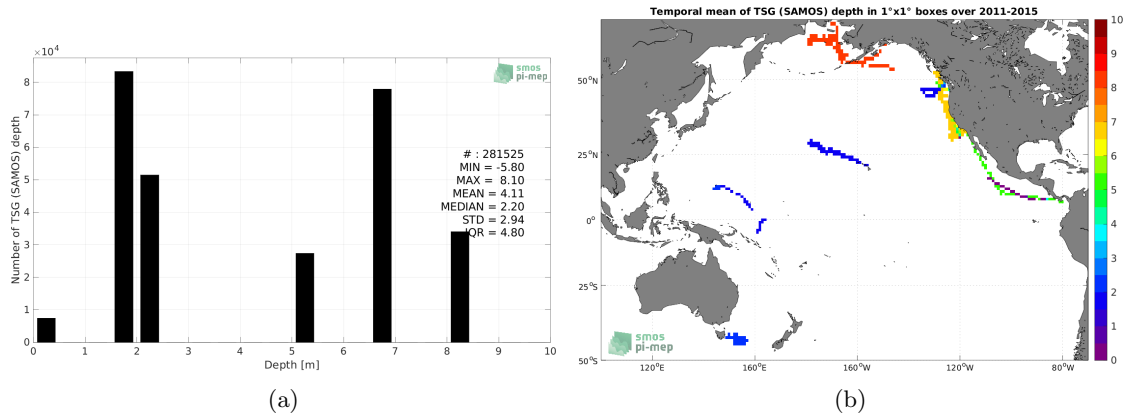 ×10⁴
9
8
7
6
5
4
3
2
1
0
Number of TSG (SAMOS) depth
0 1 2 3 4 5 6 7 8 9 10
Depth [m]
smos
pi-mep
# : 281525
MIN = -5.80
MAX = 8.10
MEAN = 4.11
MEDIAN = 2.20
STD = 2.94
IQR = 4.80
(a)
Temporal mean of TSG (SAMOS) depth in 1°x1° boxes over 2011-2015
50°N
25°N
0°
25°S
50°S
120°E 160°E 160°W 120°W 80°W
smos
pi-mep
10
9
8
7
6
5
4
3
2
1
0
(b)